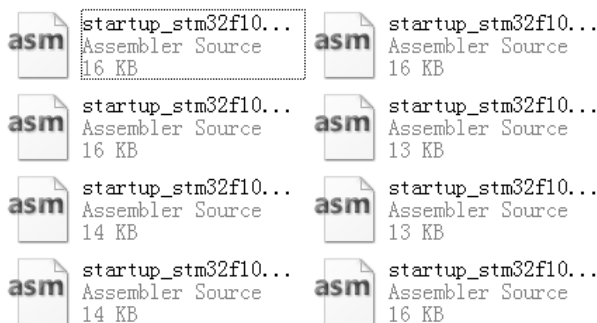 asm
startup_stm32f10...
Assembler Source
16 KB
asm
startup_stm32f10...
Assembler Source
16 KB
asm
startup_stm32f10...
Assembler Source
16 KB
asm
startup_stm32f10...
Assembler Source
13 KB
asm
startup_stm32f10...
Assembler Source
14 KB
asm
startup_stm32f10...
Assembler Source
13 KB
asm
startup_stm32f10...
Assembler Source
14 KB
asm
startup_stm32f10...
Assembler Source
16 KB